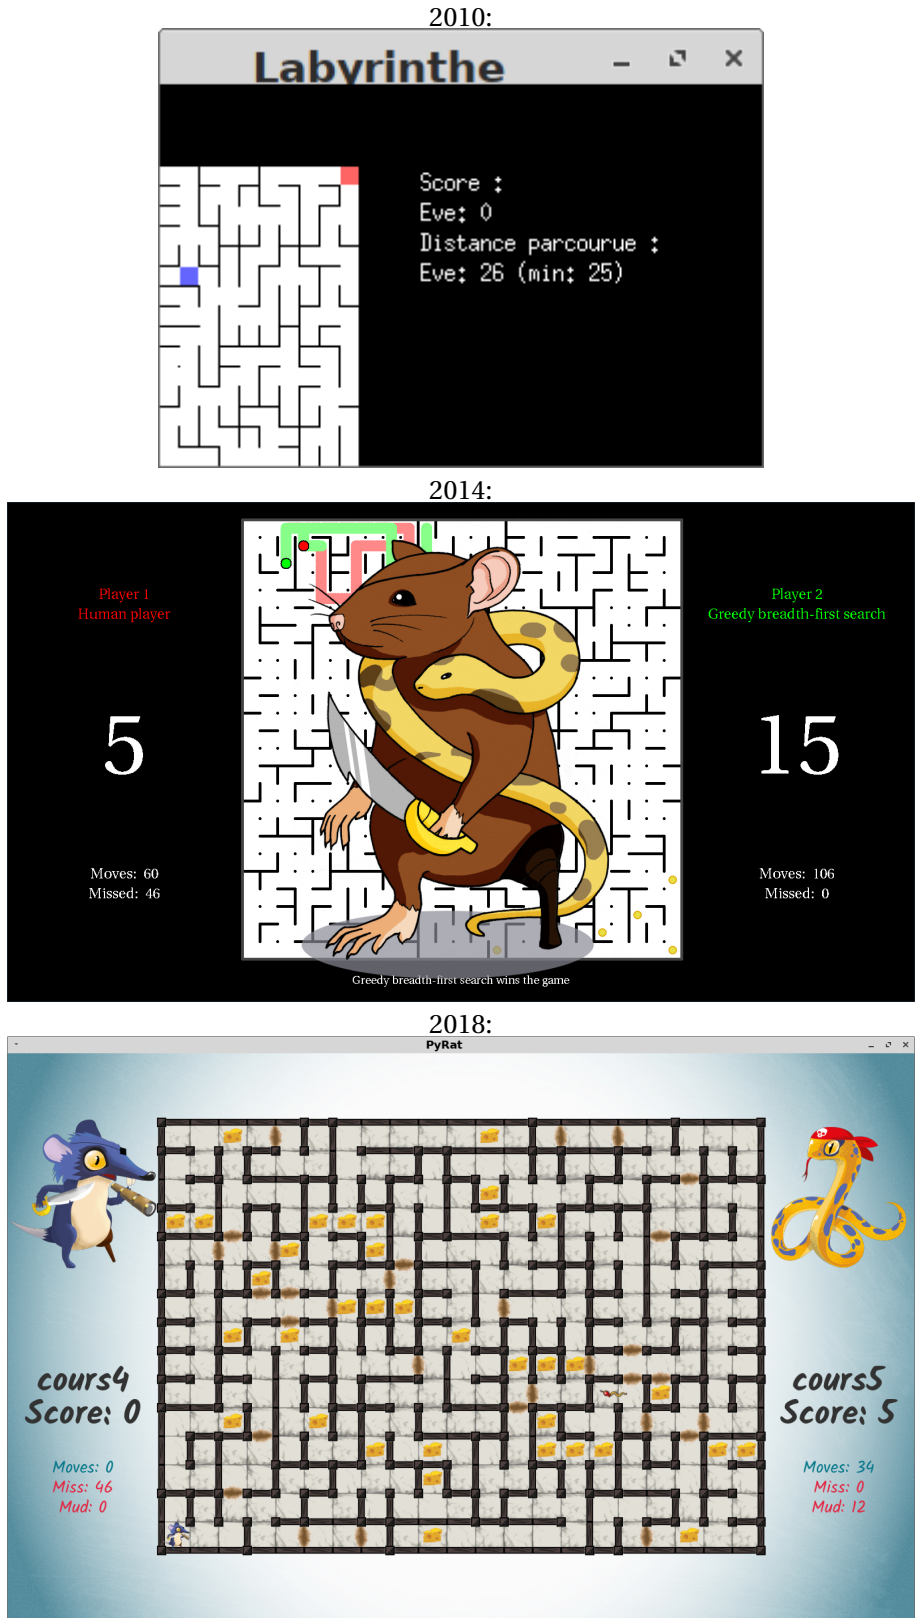 2010:
Labyrinthe
Score :
Eve: 0
Distance parcourue :
Eve: 26 (min: 25)
2014:
Player 1
Human player
5
Moves: 60
Missed: 46
Player 2
Greedy breadth-first search
15
Moves: 106
Missed: 0
Greedy breadth-first search wins the game
2018:
PyRat
cours4
Score: 0
Moves: 0
Miss: 46
Mud: 0
cours5
Score: 5
Moves: 34
Miss: 0
Mud: 12